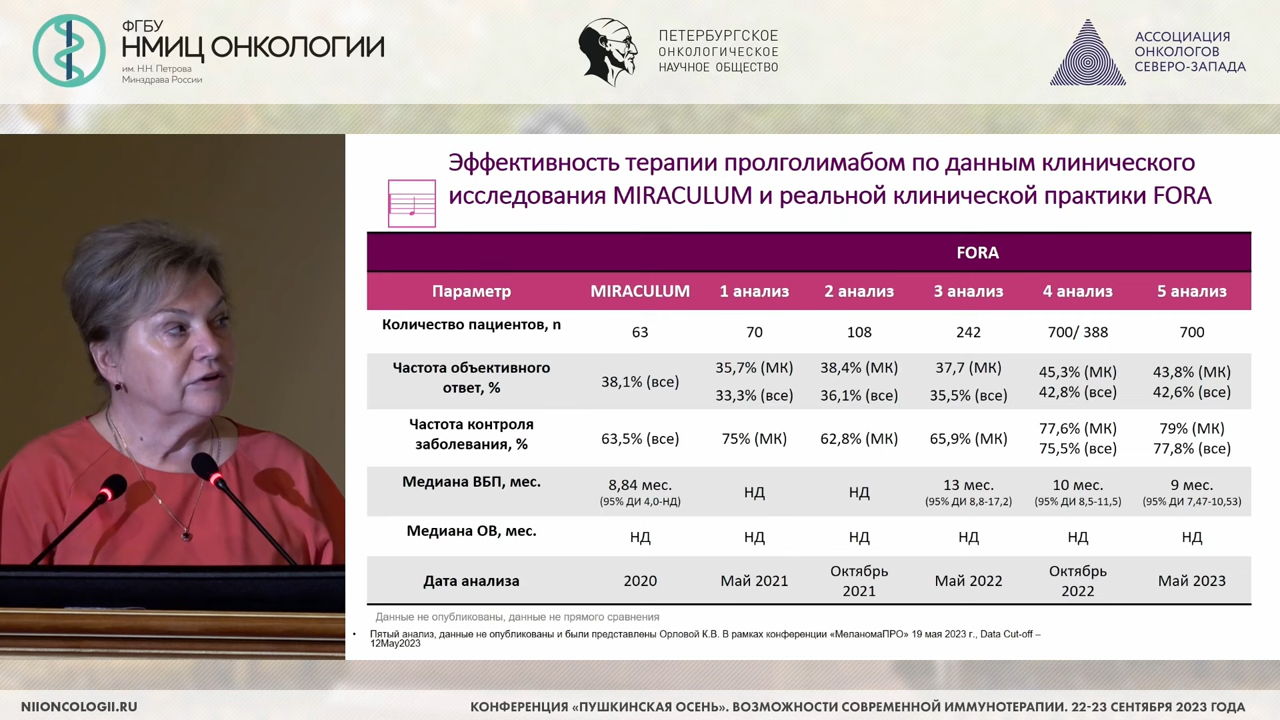 ФГБУ
НМИЦ ОНКОЛОГИИ
им. Н.Н. Петрова
Минздрава России
ПЕТЕРБУРГСКОЕ
ОНКОЛОГИЧЕСКОЕ
НАУЧНОЕ ОБЩЕСТВО
АССОЦИАЦИЯ
ОНКОЛОГОВ
СЕВЕРО-ЗАПАДА
Эффективность терапии пролголимабом по данным клинического
исследования MIRACULUM и реальной клинической практики FORA
FORA
Параметр MIRACULUM 1 анализ 2 анализ 3 анализ 4 анализ 5 анализ
Количество пациентов, n 63 70 108 242 700/ 388 700
Частота объективного
ответ, %
38,1% (все)
35,7% (МК)
33,3% (все)
38,4% (МК)
36,1% (все)
37,7 (МК)
35,5% (все)
45,3% (МК)
42,8% (все)
43,8% (МК)
42,6% (все)
Частота контроля
заболевания, %
63,5% (все)
75% (МК)
62,8% (МК)
65,9% (МК)
77,6% (МК)
75,5% (все)
79% (МК)
77,8% (все)
Медиана ВБП, мес.
8,84 мес.
(95% ДИ 4,0-НД)
НД
НД
13 мес.
(95% ДИ 8,8-17,2)
10 мес.
(95% ДИ 8,5-11,5)
9 мес.
(95% ДИ 7,47-10,53)
Медиана ОВ, мес. НД НД НД НД НД НД
Дата анализа
2020
Май 2021
Октябрь
2021
Май 2022
Октябрь
2022
Май 2023
Данные не опубликованы, данные не прямого сравнения
• Пятый анализ, данные не опубликованы и были представлены Орловой К.В. В рамках конференции «МеланомаПРО» 19 мая 2023 г., Data Cut-off –
12May2023
NIIONCOLOGII.RU
КОНФЕРЕНЦИЯ «ПУШКИНСКАЯ ОСЕНЬ». ВОЗМОЖНОСТИ СОВРЕМЕННОЙ ИММУНОТЕРАПИИ. 22-23 СЕНТЯБРЯ 2023 ГОДА